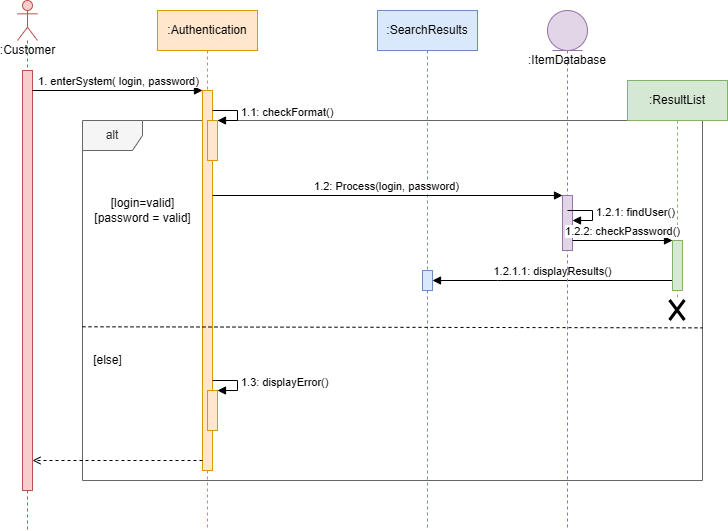 :Customer
:Authentication
:SearchResults
:ItemDatabase
:ResultList
1. enterSystem( login, password)
1.1: checkFormat()
alt
1.2: Process(login, password)
[login=valid]
[password = valid]
1.2.1: findUser()
1.2.2: checkPassword()
1.2.1.1: displayResults()
[else]
1.3: displayError()